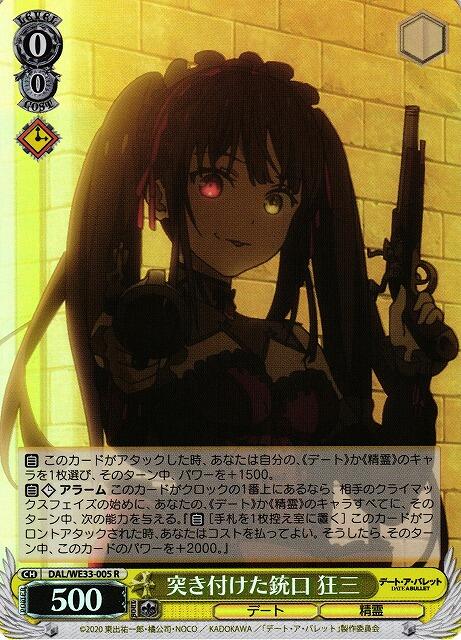 LEVEL
0
0
COST
自 このカードがアタックした時、あなたは自分の、《デート》か《精霊》のキャ
ラを1枚選び、そのターン中、パワーを+1500。
自 アラーム このカードがクロックの1番上にあるなら、相手のクライマッ
クスフェイズの始めに、あなたの、《デート》か《精霊》のキャラすべてに、その
ターン中、次の能力を与える。『自［手札を1枚控え室に置く］このカードが
フロントアタックされた時、あなたはコストを払ってよい。そうしたら、そのター
ン中、このカードのパワーを+2000。』
CH DAL/WE33-005 R
POWER 500
SOUL
突き付けた銃口 狂三
デート・ア・バレット
DATE A BULLET
デート 精霊
©2020 東出祐一郎・橘公司・NOCO ／ KADOKAWA ／「デート・ア・バレット」製作委員会